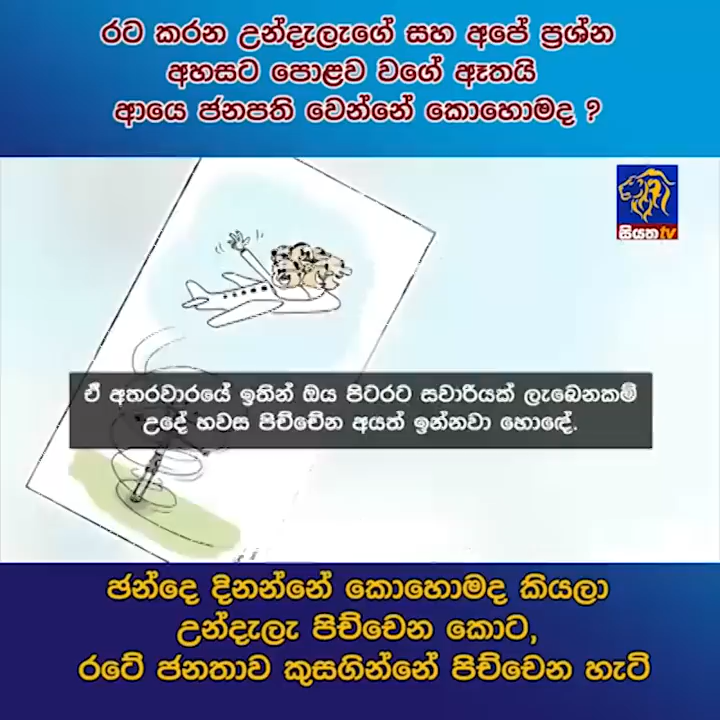 රට කරන උන්දැලැගේ සහ අපේ ප්‍රශ්න
අහසට පොළව වගේ ඈතයි
ආයෙ ජනපති වෙන්නේ කොහොමද ?
සියත tv
ඒ අතරවාරයේ ඉතින් ඔය පිටරට සවාරියක් ලැබෙනකම්
උදේ හවස පිච්චේන අයත් ඉන්නවා හොඳේ.
ඡන්දෙ දිනන්නේ කොහොමද කියලා
උන්දැලැ පිච්චෙන කොට,
රටේ ජනතාව කුසගින්නේ පිච්චෙන හැටි